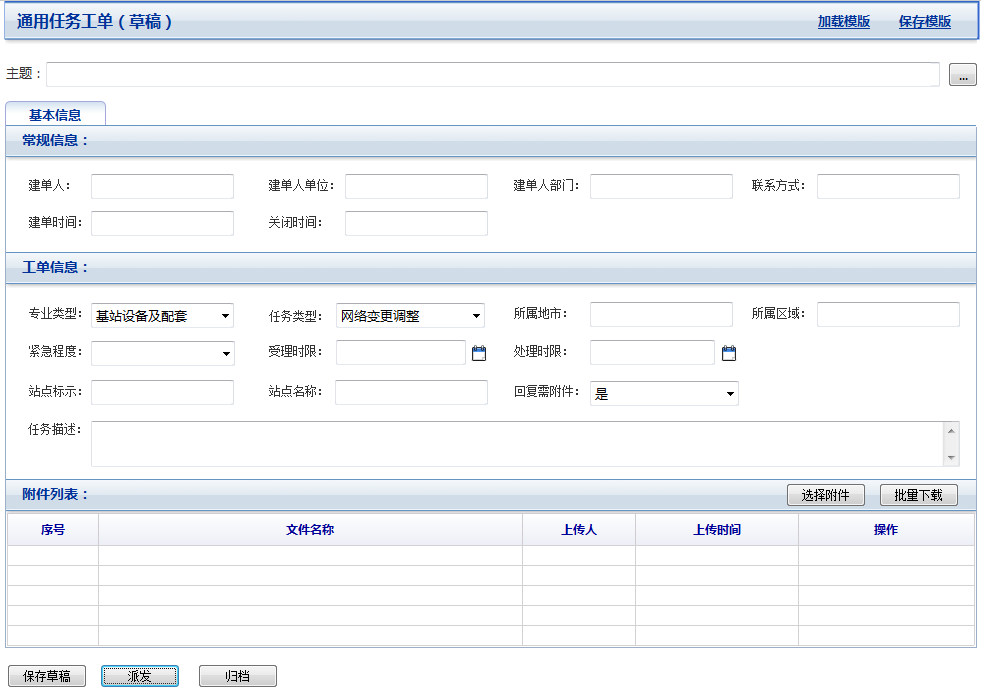 通用任务工单（草稿） 加载模版 保存模版
主题： ...
基本信息
常规信息：
建单人： 建单人单位： 建单人部门： 联系方式：
建单时间： 关闭时间：
工单信息：
专业类型： 基站设备及配套 任务类型： 网络变更调整 所属地市： 所属区域：
紧急程度： 受理时限： 处理时限：
站点标示： 站点名称： 回复需附件： 是
任务描述：
附件列表： 选择附件 批量下载
序号 文件名称 上传人 上传时间 操作
保存草稿 派发 归档